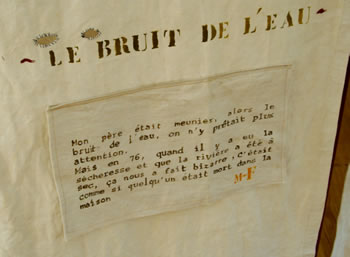 LE BRUIT DE L'EAU
Mon père était meunier, alors le
bruit de l'eau, on n'y prêtait plus
attention.
Mais en 76, quand il y a eu la
sécheresse et que la rivière a été à
sec, ça nous a fait bizarre. C'était
comme si quelqu'un était mort dans la
maison
M-F